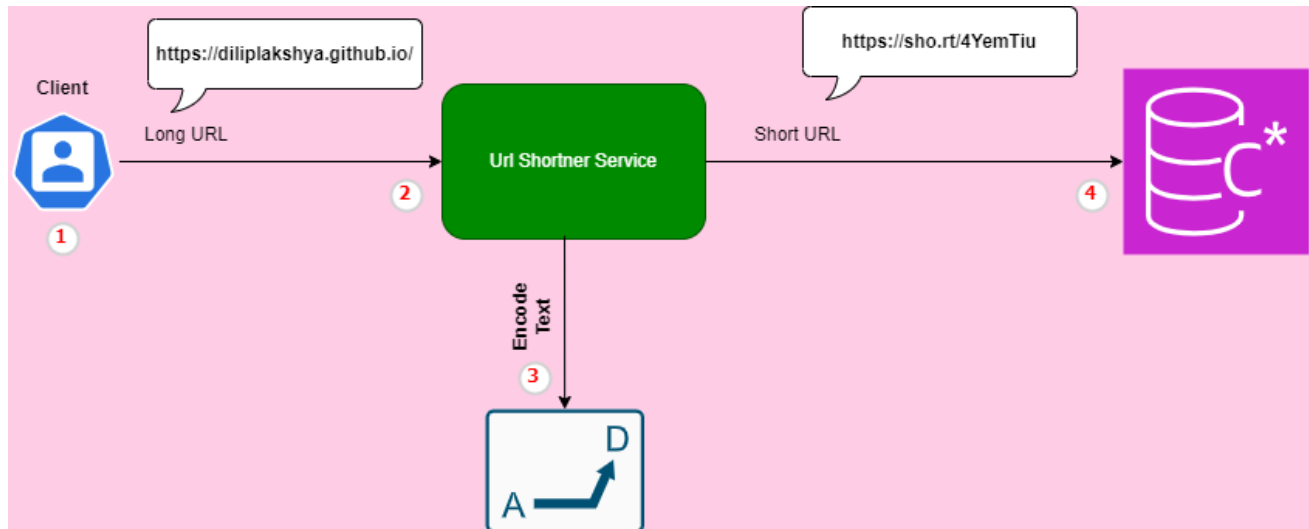 https://diliplakshya.github.io/
https://sho.rt/4YemTiu
Client
Long URL
Url Shortner Service
Short URL
C*
1
2
4
Encode
Text
3
D
A